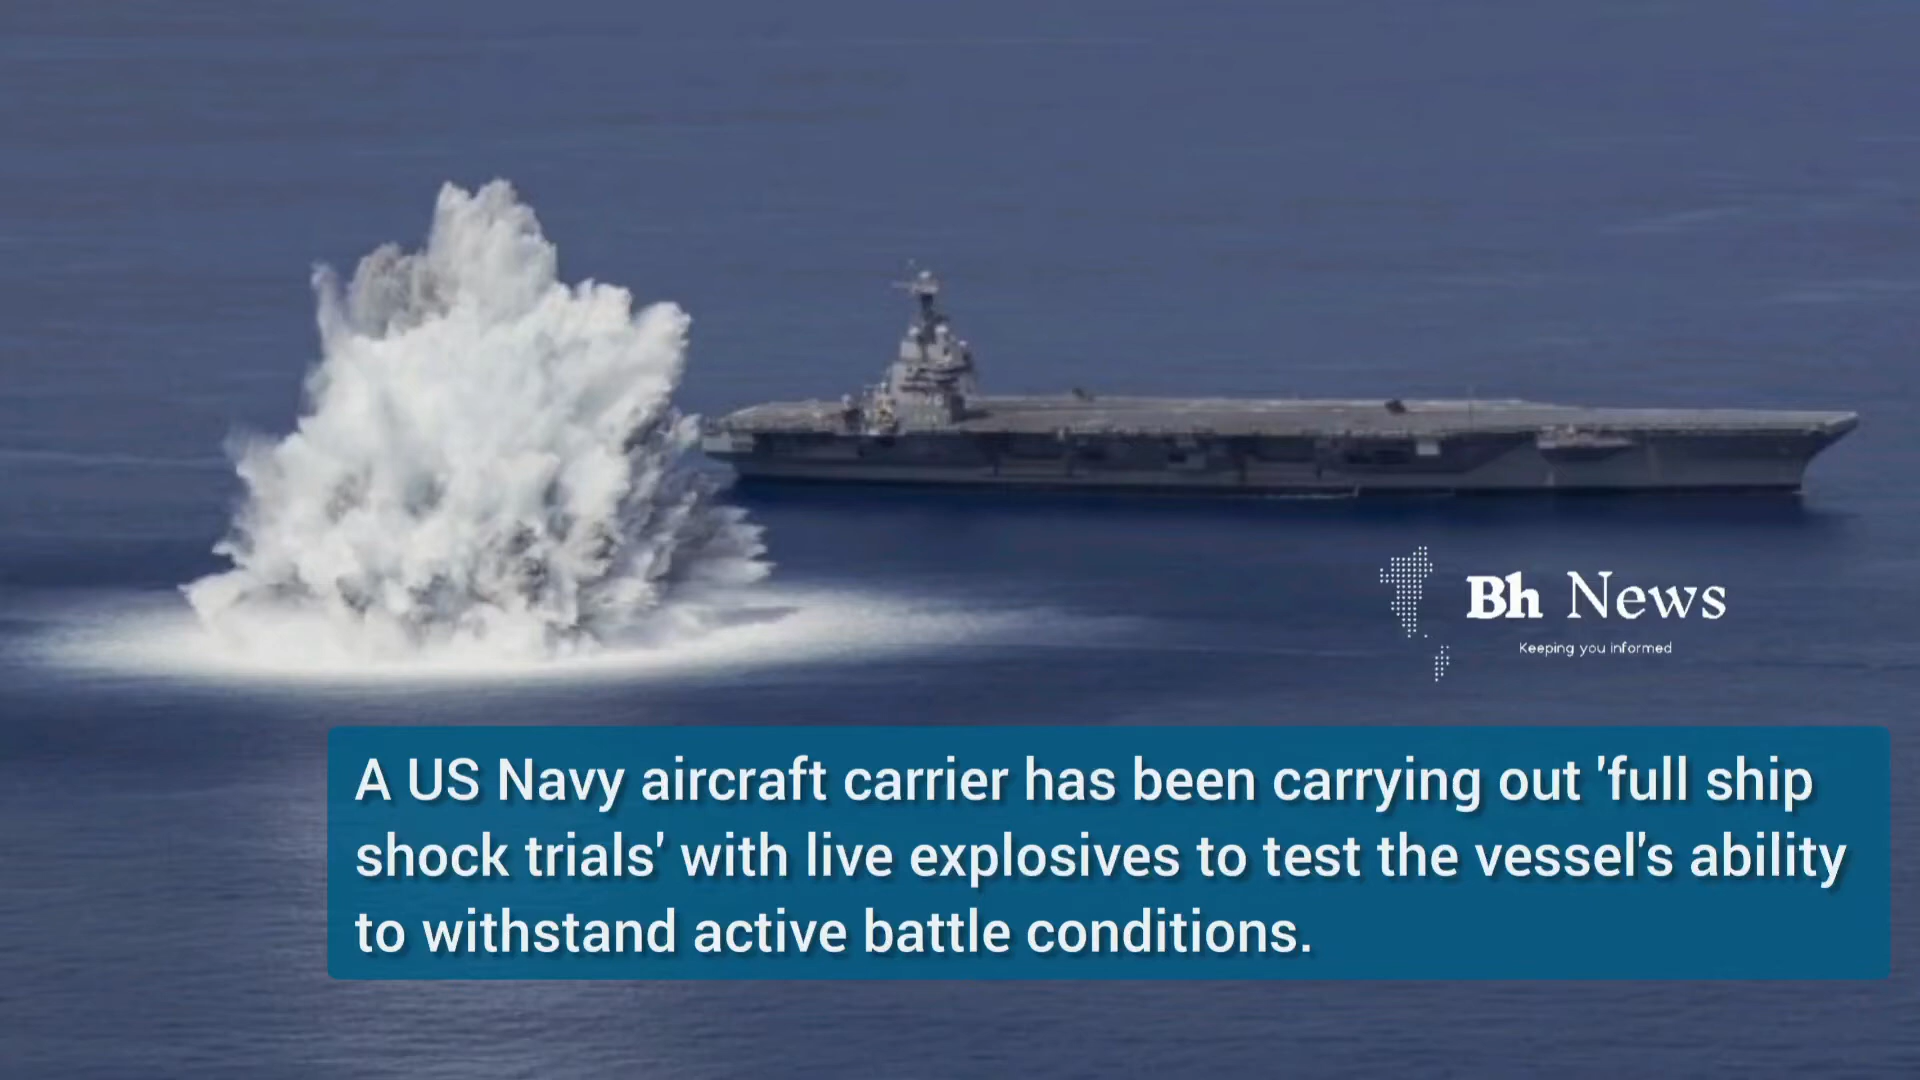 Bh News
Keeping you informed
A US Navy aircraft carrier has been carrying out 'full ship
shock trials' with live explosives to test the vessel's ability
to withstand active battle conditions.